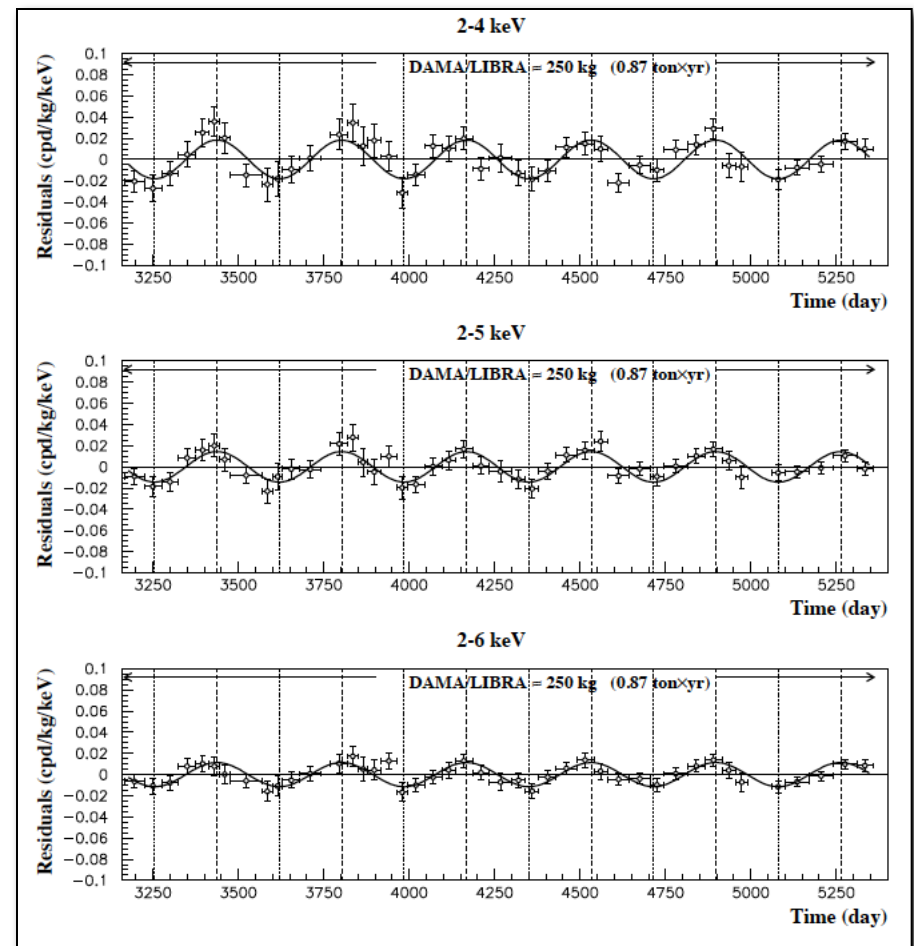 2-4 keV
Residuals (cpd/kg/keV)
0.1
0.08
0.06
0.04
0.02
0
−0.02
−0.04
−0.06
−0.08
−0.1
DAMA/LIBRA ≈ 250 kg (0.87 ton×yr)
3250 3500 3750 4000 4250 4500 4750 5000 5250
Time (day)
2-5 keV
Residuals (cpd/kg/keV)
0.1
0.08
0.06
0.04
0.02
0
−0.02
−0.04
−0.06
−0.08
−0.1
DAMA/LIBRA ≈ 250 kg (0.87 ton×yr)
3250 3500 3750 4000 4250 4500 4750 5000 5250
Time (day)
2-6 keV
Residuals (cpd/kg/keV)
0.1
0.08
0.06
0.04
0.02
0
−0.02
−0.04
−0.06
−0.08
−0.1
DAMA/LIBRA ≈ 250 kg (0.87 ton×yr)
3250 3500 3750 4000 4250 4500 4750 5000 5250
Time (day)